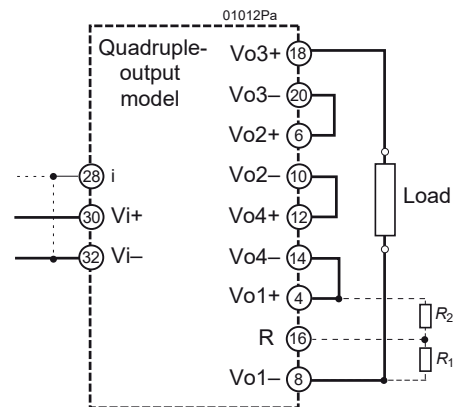 01012Pa
Quadruple-
output
model
Vo3+ 18
Vo3– 20
Vo2+ 6
Vo2– 10
Vo4+ 12
Vo4– 14
Vo1+ 4
R 16
Vo1– 8
28 i
30 Vi+
32 Vi–
Load
R2
R1